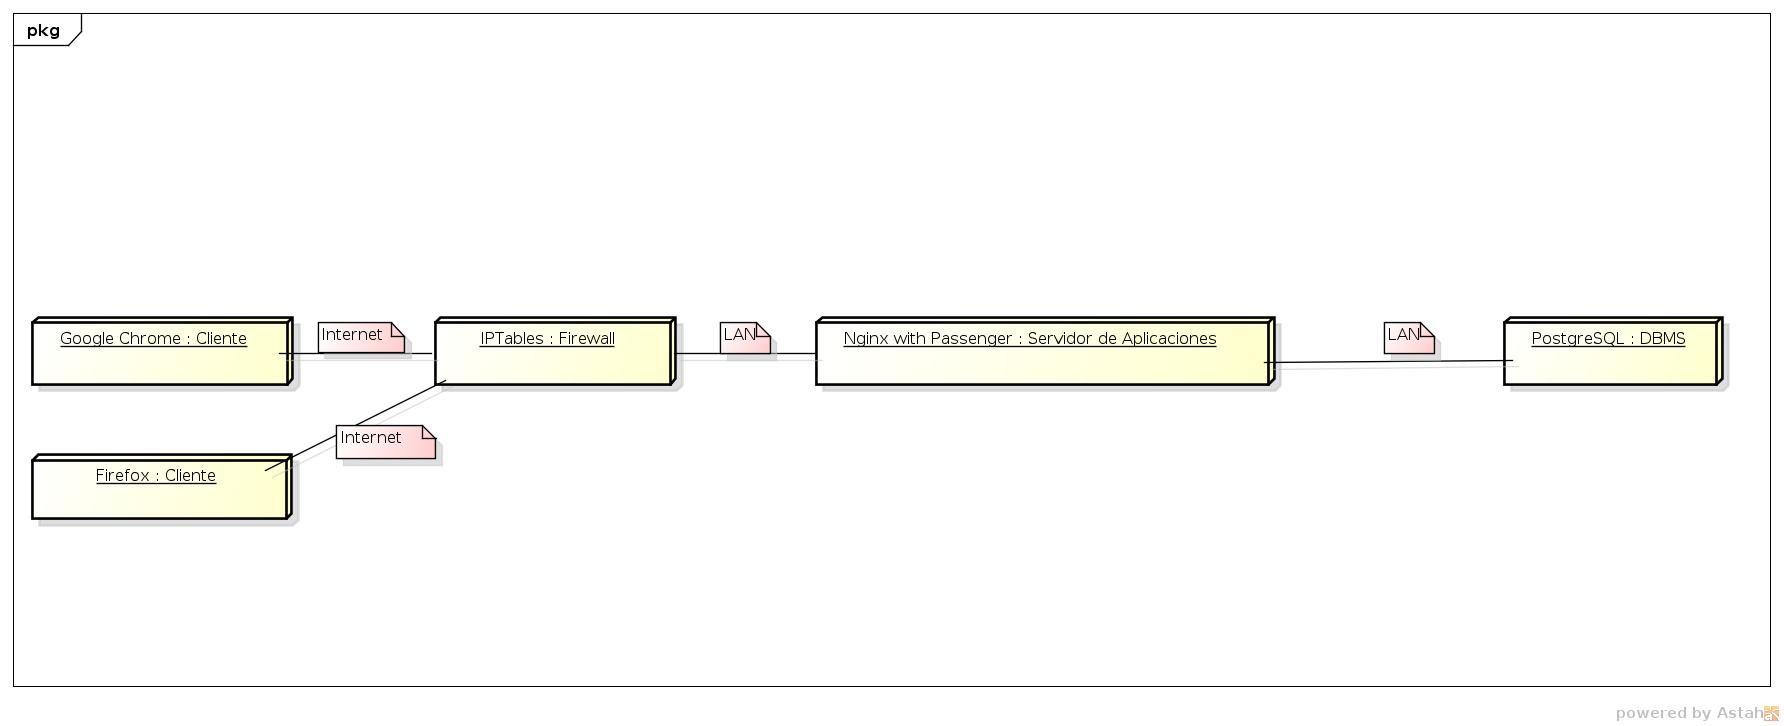 pkg
Google Chrome : Cliente
Internet
IPTables : Firewall
LAN
Nginx with Passenger : Servidor de Aplicaciones
LAN
PostgreSQL : DBMS
Internet
Firefox : Cliente
powered by Astah